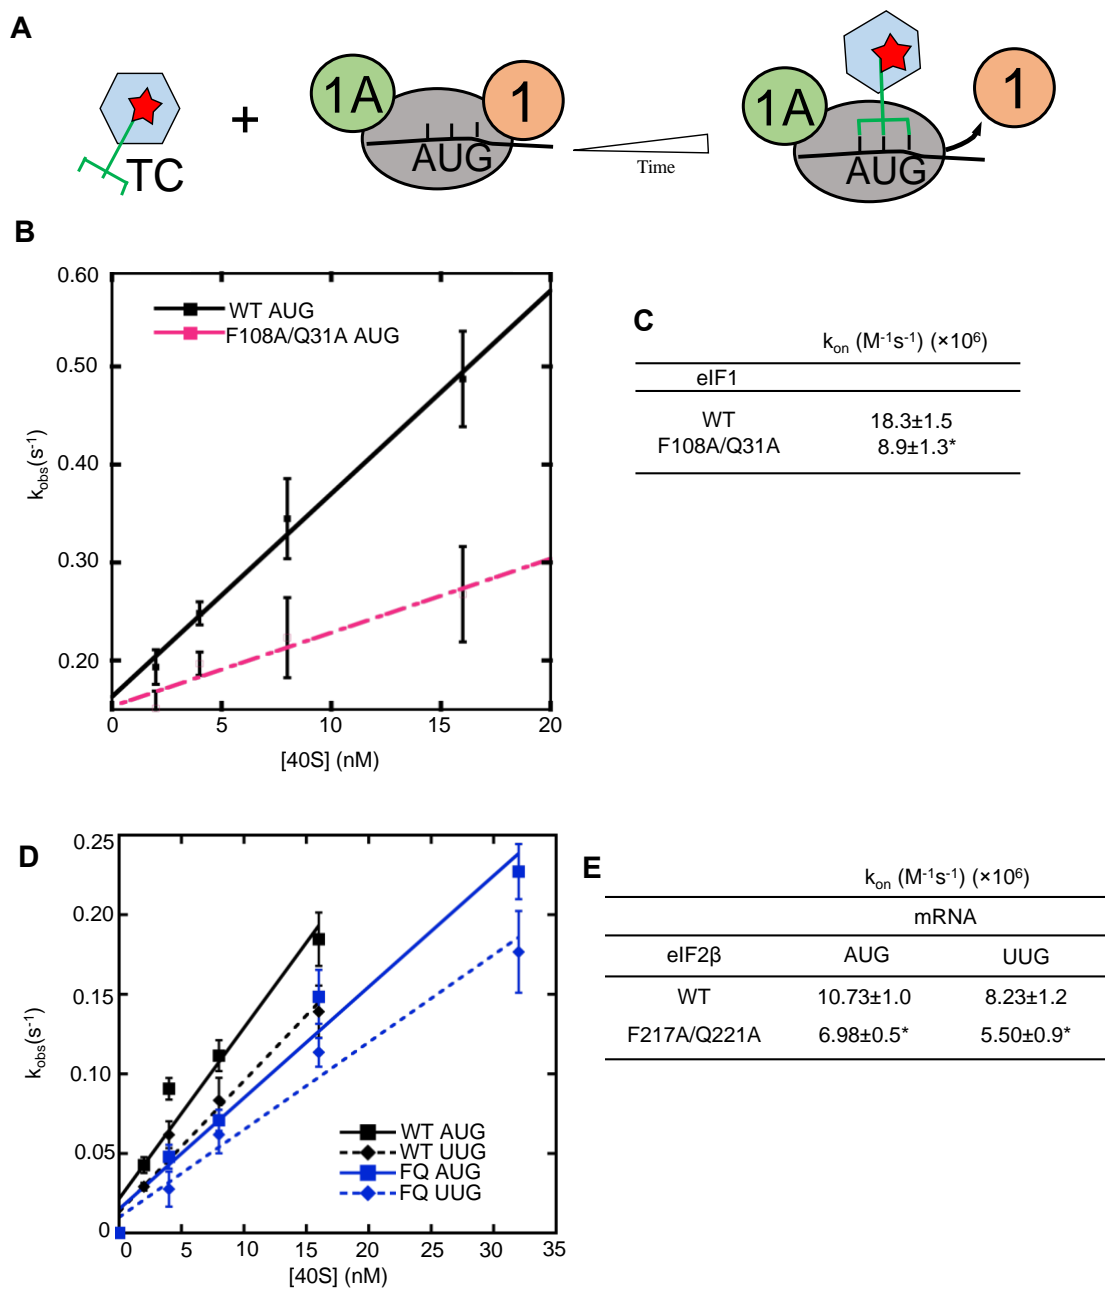 A
1A
1
+
AUG
TC
Time
1A
1
AUG
B
0.60
0.50
0.40
0.30
0.20
k_obs(s⁻¹)
WT AUG
F108A/Q31A AUG
0 5 10 15 20
[40S] (nM)
C
k_on (M⁻¹s⁻¹) (×10⁶)
eIF1
WT 18.3±1.5
F108A/Q31A 8.9±1.3*
D
0.25
0.20
0.15
0.10
0.05
0
k_obs(s⁻¹)
WT AUG
WT UUG
FQ AUG
FQ UUG
0 5 10 15 20 25 30 35
[40S] (nM)
E
k_on (M⁻¹s⁻¹) (×10⁶)
mRNA
eIF2β AUG UUG
WT 10.73±1.0 8.23±1.2
F217A/Q221A 6.98±0.5* 5.50±0.9*